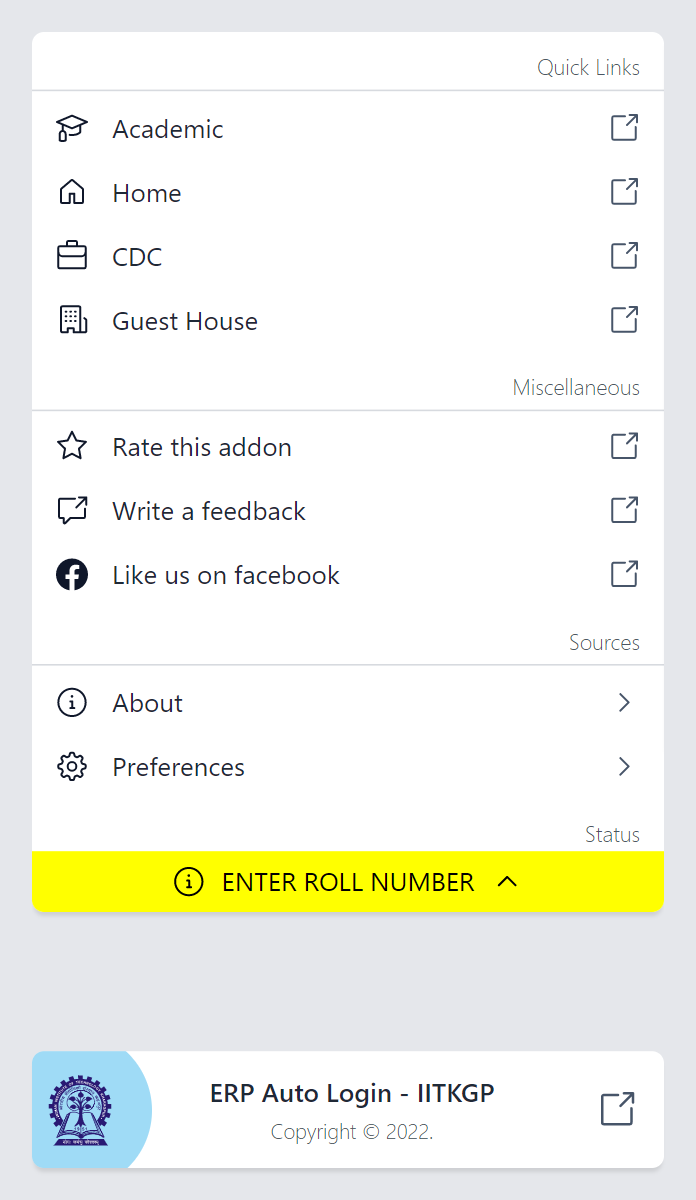 Quick Links
Academic
Home
CDC
Guest House
Miscellaneous
Rate this addon
Write a feedback
Like us on facebook
Sources
About
Preferences
Status
ENTER ROLL NUMBER
ERP Auto Login - IITKGP
Copyright © 2022.